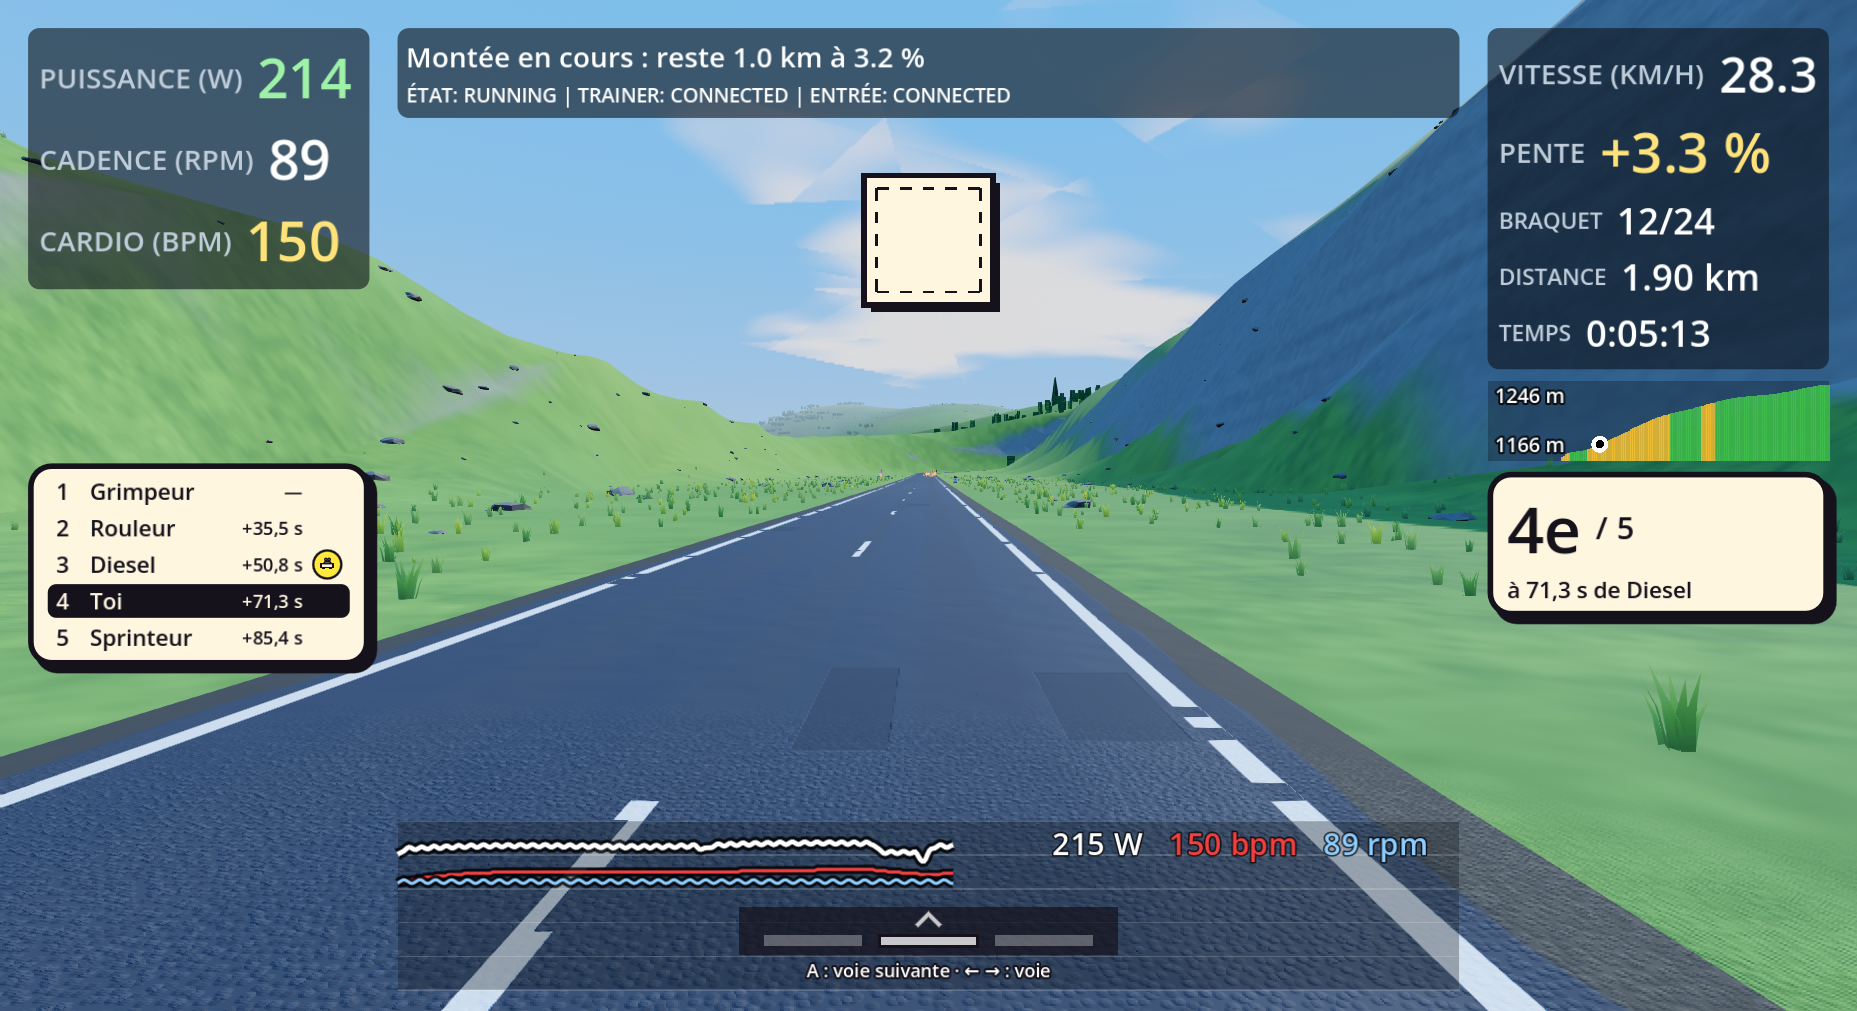 PUISSANCE (W) 214
CADENCE (RPM) 89
CARDIO (BPM) 150
Montée en cours : reste 1.0 km à 3.2 %
ÉTAT: RUNNING | TRAINER: CONNECTED | ENTRÉE: CONNECTED
VITESSE (KM/H) 28.3
PENTE +3.3 %
BRAQUET 12/24
DISTANCE 1.90 km
TEMPS 0:05:13
1246 m
1166 m
1 Grimpeur —
2 Rouleur +35,5 s
3 Diesel +50,8 s
4 Toi +71,3 s
5 Sprinteur +85,4 s
4e / 5
à 71,3 s de Diesel
215 W 150 bpm 89 rpm
A : voie suivante · ← → : voie